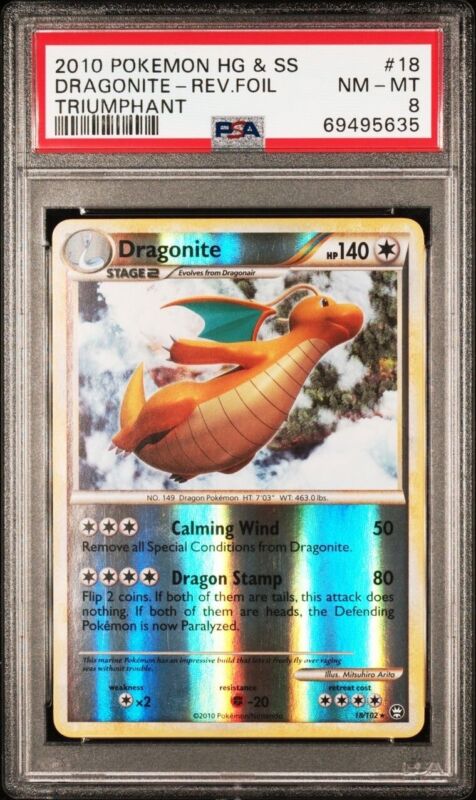 2010 POKEMON HG & SS #18
DRAGONITE - REV.FOIL NM - MT
TRIUMPHANT 8
PSA 69495635
Dragonite HP 140
STAGE 2 Evolves from Dragonair
NO. 149 Dragon Pokémon HT: 7'03" WT: 463.0 lbs.
Calming Wind 50
Remove all Special Conditions from Dragonite.
Dragon Stamp 80
Flip 2 coins. If both of them are tails, this attack does
nothing. If both of them are heads, the Defending
Pokémon is now Paralyzed.
This marine Pokémon has an impressive build that lets it freely fly over raging
seas without trouble.
Illus. Mitsuhiro Arita
weakness resistance retreat cost
×2 -20
©2010 Pokémon/Nintendo 18/102
PSA